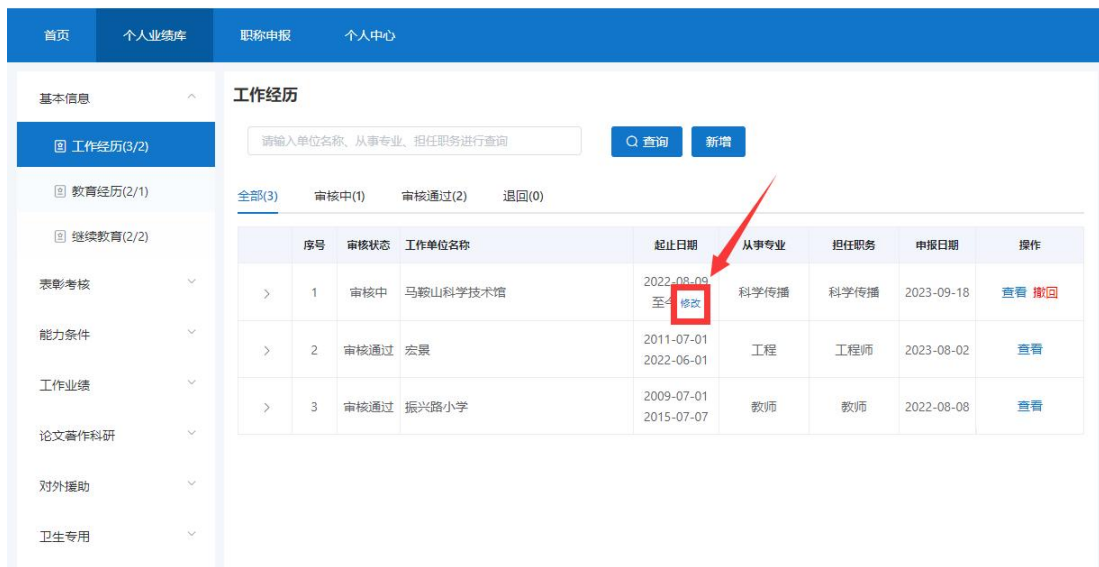 首页 个人业绩库 职称申报 个人中心
基本信息
工作经历(3/2)
教育经历(2/1)
继续教育(2/2)
表彰考核
能力条件
工作业绩
论文著作科研
对外援助
卫生专用
工作经历
请输入单位名称、从事专业、担任职务进行查询 查询 新增
全部(3) 审核中(1) 审核通过(2) 退回(0)
序号 审核状态 工作单位名称 起止日期 从事专业 担任职务 申报日期 操作
1 审核中 马鞍山科学技术馆 2022-08-09 科学传播 科学传播 2023-09-18 查看 撤回
至今 修改
2 审核通过 宏景 2011-07-01 工程 工程师 2023-08-02 查看
2022-06-01
3 审核通过 振兴路小学 2009-07-01 教师 教师 2022-08-08 查看
2015-07-07